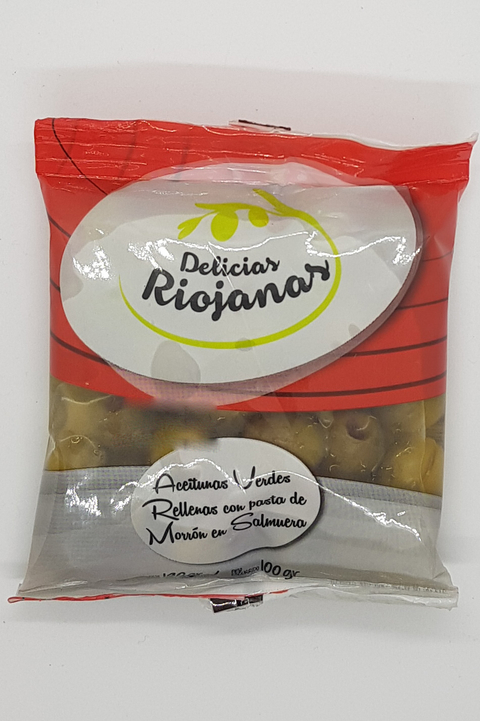 Delicias
Riojanas
Aceitunas Verdes
Rellenas con pasta de
Morrón en Salmuera
100 gr